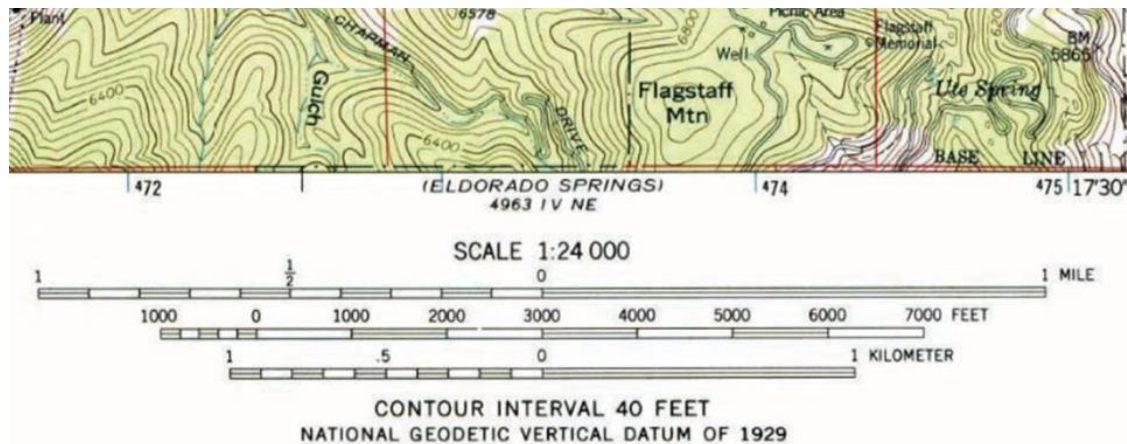 Plant
CHAPMAN
6578
6800
Picnic Area
Flagstaff
Memorial
Well
620
BM
5865
6400
Gulch
Flagstaff
Mtn
Ute Spring
DRIVE
6400
BASE LINE
472
(ELDORADO SPRINGS)
4963 IV NE
474
475
17'30"
SCALE 1:24 000
1 1/2 0 1 MILE
1000 0 1000 2000 3000 4000 5000 6000 7000 FEET
1 .5 0 1 KILOMETER
CONTOUR INTERVAL 40 FEET
NATIONAL GEODETIC VERTICAL DATUM OF 1929